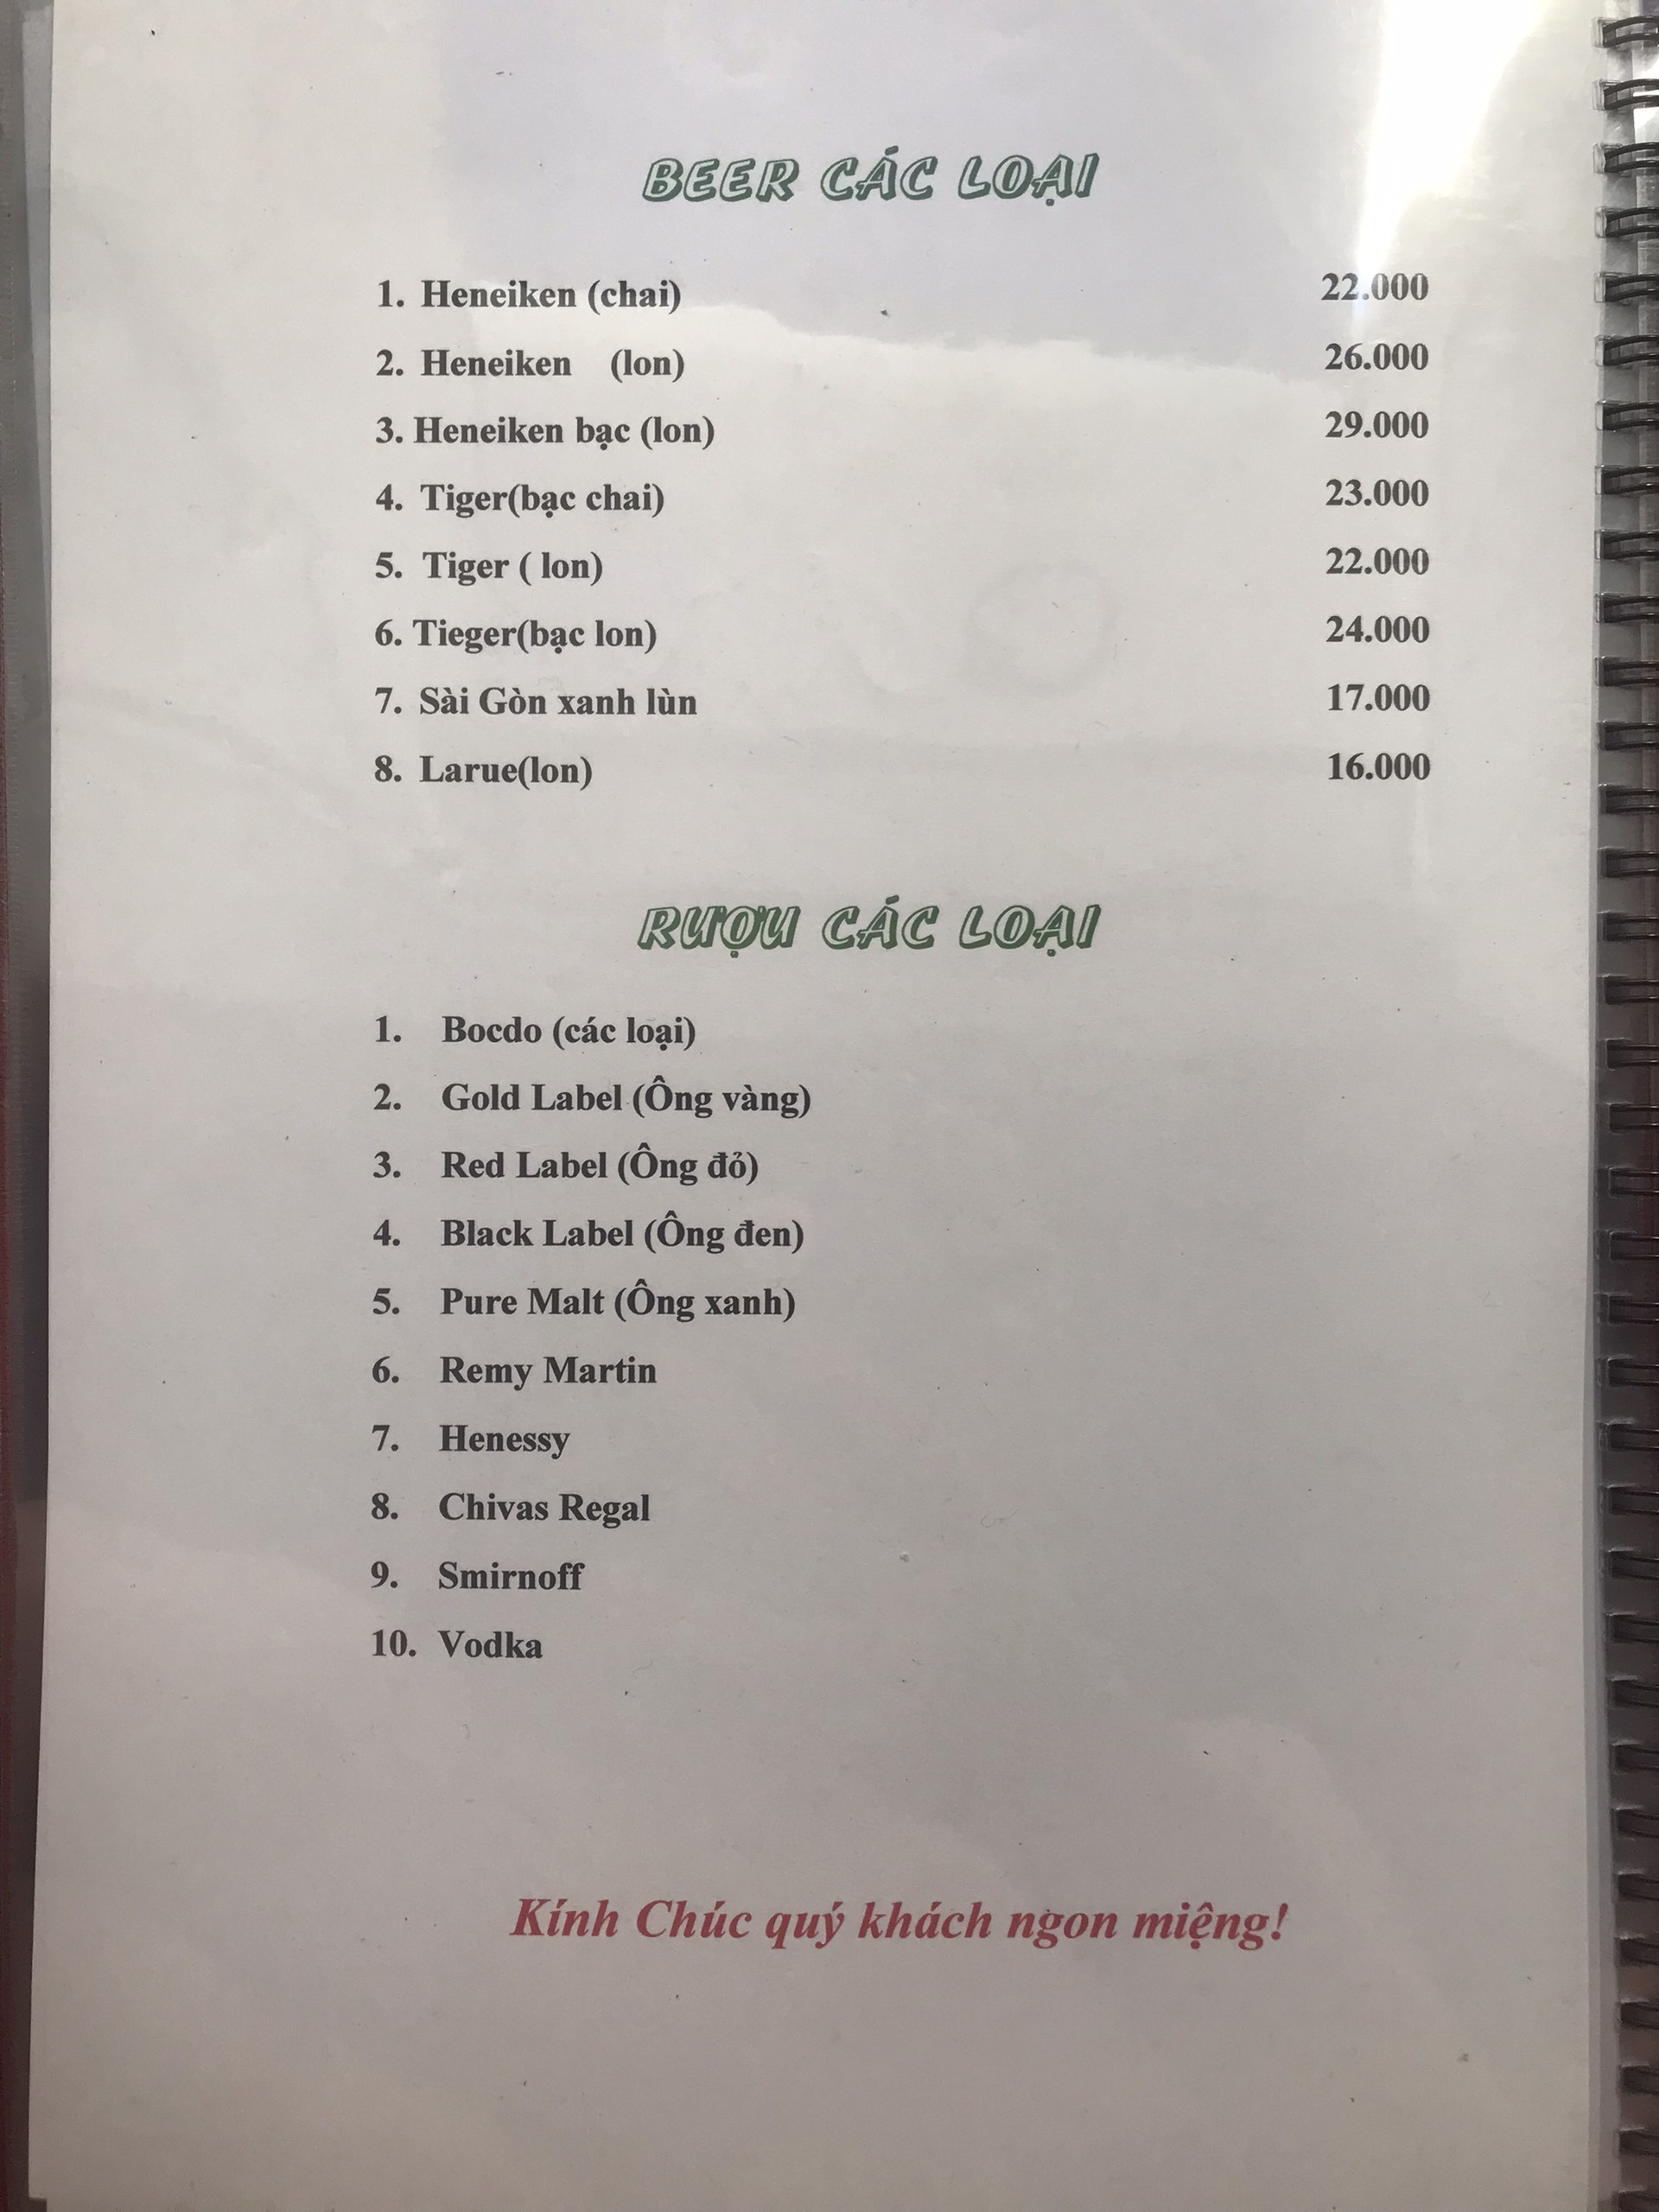 BEER CÁC LOẠI
1. Heneiken (chai) 22.000
2. Heneiken (lon) 26.000
3. Heneiken bạc (lon) 29.000
4. Tiger(bạc chai) 23.000
5. Tiger ( lon) 22.000
6. Tieger(bạc lon) 24.000
7. Sài Gòn xanh lùn 17.000
8. Larue(lon) 16.000
RƯỢU CÁC LOẠI
1. Bocdo (các loại)
2. Gold Label (Ông vàng)
3. Red Label (Ông đỏ)
4. Black Label (Ông đen)
5. Pure Malt (Ông xanh)
6. Remy Martin
7. Henessy
8. Chivas Regal
9. Smirnoff
10. Vodka
Kính Chúc quý khách ngon miệng!